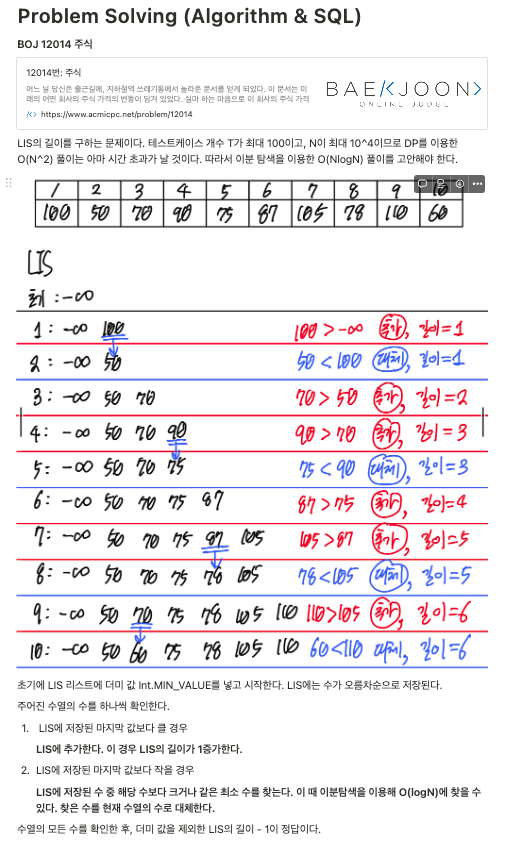 Problem Solving (Algorithm & SQL)
BOJ 12014 주식
12014번: 주식
어느 날 당신은 출근길에, 지하철역 쓰레기통에서 놀라운 문서를 얻게 되었다. 이 문서는 미
래의 어떤 회사의 주식 가격의 변동이 담겨 있었다. 설마 하는 마음으로 이 회사의 주식 가격
https://www.acmicpc.net/problem/12014
BAEKJOON>
ONLINE JUDGE
LIS의 길이를 구하는 문제이다. 테스트케이스 개수 T가 최대 100이고, N이 최대 10^4이므로 DP를 이용한
O(N^2) 풀이는 아마 시간 초과가 날 것이다. 따라서 이분 탐색을 이용한 O(NlogN) 풀이를 고안해야 한다.
1 2 3 4 5 6 7 8 9 10
100 50 70 90 75 87 105 78 110 60
LIS
초기 : -∞
1 : -∞ 100 100 > -∞ 추가, 길이=1
2 : -∞ 50 50 < 100 대체, 길이=1
3 : -∞ 50 70 70 > 50 추가, 길이=2
4 : -∞ 50 70 90 90 > 70 추가, 길이=3
5 : -∞ 50 70 75 75 < 90 대체, 길이=3
6 : -∞ 50 70 75 87 87 > 75 추가, 길이=4
7 : -∞ 50 70 75 87 105 105 > 87 추가, 길이=5
8 : -∞ 50 70 75 78 105 78 < 105 대체, 길이=5
9 : -∞ 50 70 75 78 105 110 110 > 105 추가, 길이=6
10 : -∞ 50 60 75 78 105 110 60 < 110 대체, 길이=6
초기에 LIS 리스트에 더미 값 Int.MIN_VALUE를 넣고 시작한다. LIS에는 수가 오름차순으로 저장된다.
주어진 수열의 수를 하나씩 확인한다.
1. LIS에 저장된 마지막 값보다 클 경우
LIS에 추가한다. 이 경우 LIS의 길이가 1증가한다.
2. LIS에 저장된 마지막 값보다 작을 경우
LIS에 저장된 수 중 해당 수보다 크거나 같은 최소 수를 찾는다. 이 때 이분탐색을 이용해 O(logN)에 찾을 수
있다. 찾은 수를 현재 수열의 수로 대체한다.
수열의 모든 수를 확인한 후, 더미 값을 제외한 LIS의 길이 - 1이 정답이다.